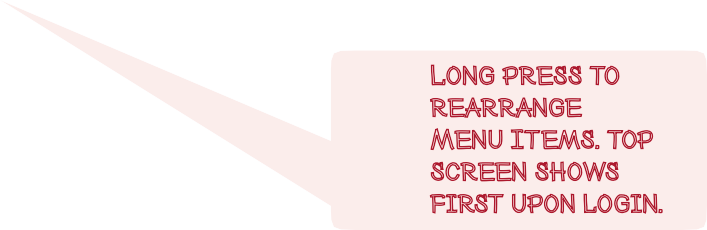 LONG PRESS TO
REARRANGE
MENU ITEMS. TOP
SCREEN SHOWS
FIRST UPON LOGIN.